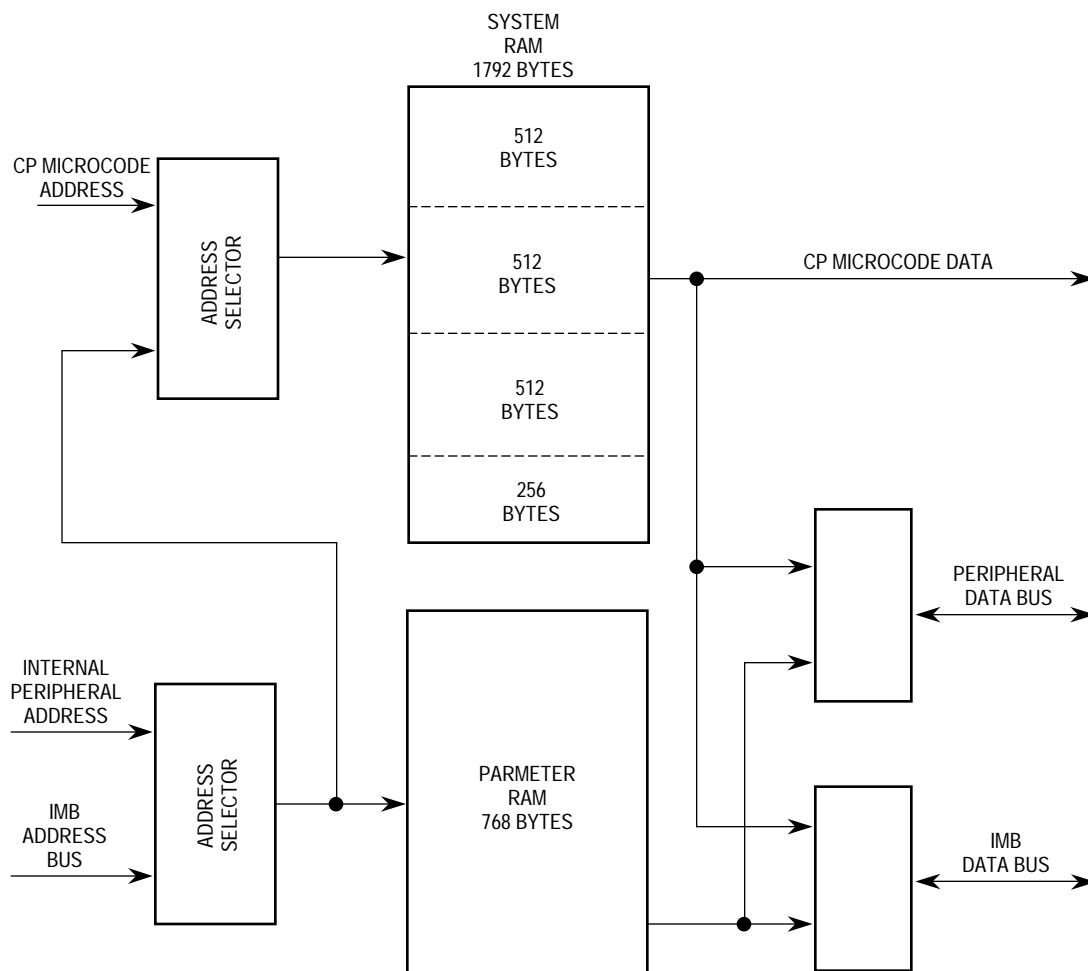 SYSTEM
RAM
1792 BYTES
512
BYTES
CP MICROCODE
ADDRESS
ADDRESS
SELECTOR
512
BYTES
CP MICROCODE DATA
512
BYTES
256
BYTES
PERIPHERAL
DATA BUS
INTERNAL
PERIPHERAL
ADDRESS
ADDRESS
SELECTOR
PARMETER
RAM
768 BYTES
IMB
ADDRESS
BUS
IMB
DATA BUS